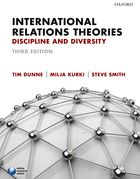 OXFORD
INTERNATIONAL
RELATIONS THEORIES
DISCIPLINE AND DIVERSITY
THIRD EDITION
TIM DUNNE | MILJA KURKI | STEVE SMITH